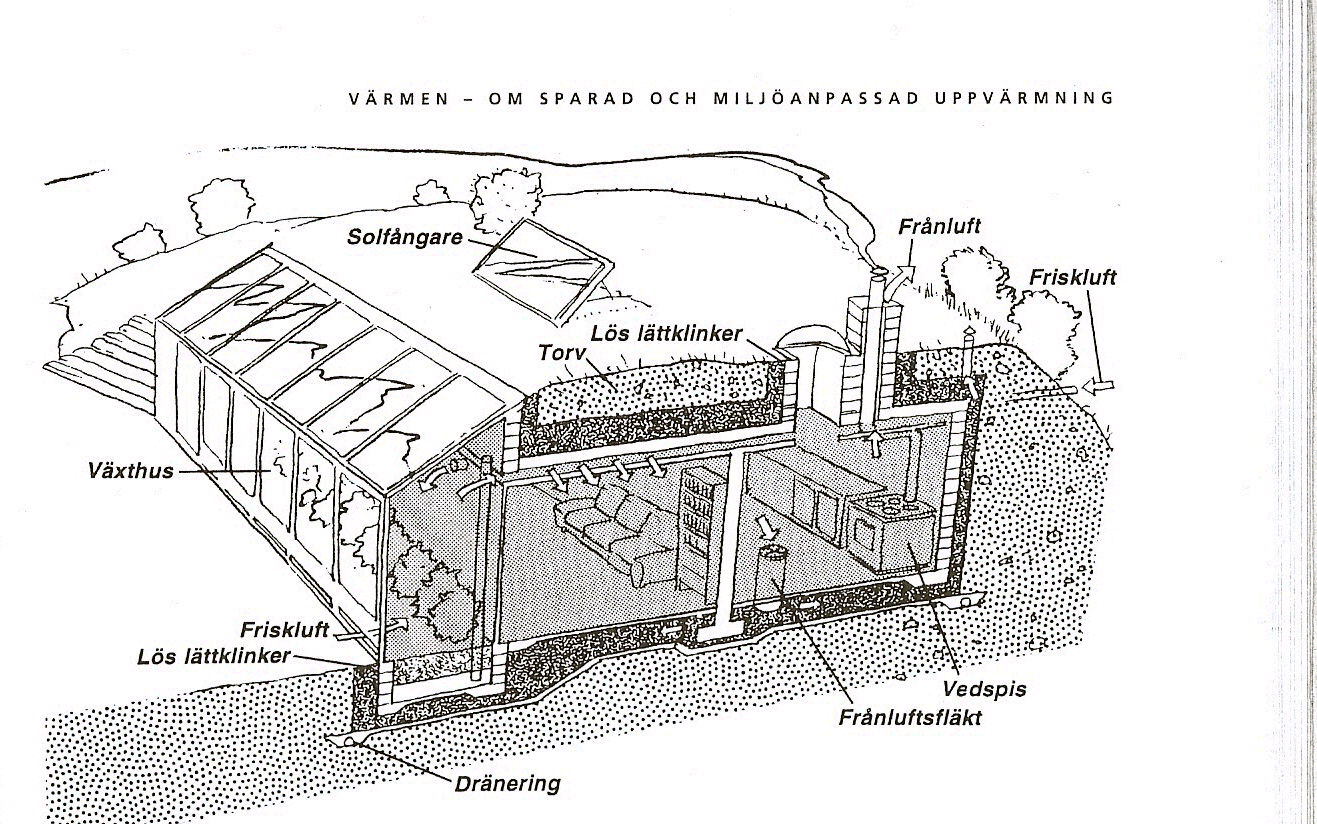 VÄRMEN – OM SPARAD OCH MILJÖANPASSAD UPPVÄRMNING
Frånluft
Solfångare
Friskluft
Lös lättklinker
Torv
Växthus
Friskluft
Lös lättklinker
Vedspis
Frånluftsfläkt
Dränering